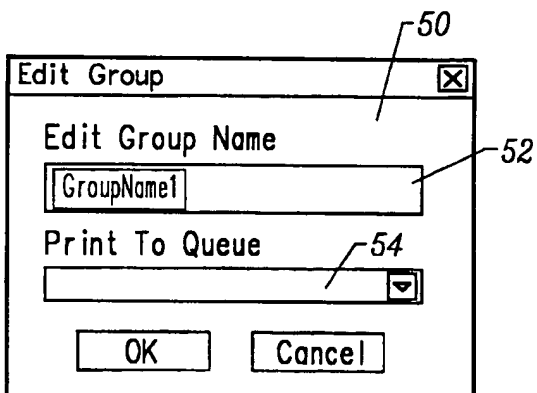 50
Edit Group
Edit Group Name
52
GroupName1
Print To Queue
54
OK Cancel